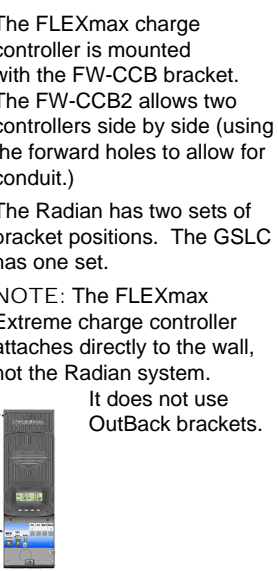 The FLEXmax charge
controller is mounted
with the FW-CCB bracket.
The FW-CCB2 allows two
controllers side by side (using
the forward holes to allow for
conduit.)
The Radian has two sets of
bracket positions.  The GSLC
has one set.
NOTE: The FLEXmax
Extreme charge controller
attaches directly to the wall,
not the Radian system.
It does not use
OutBack brackets.